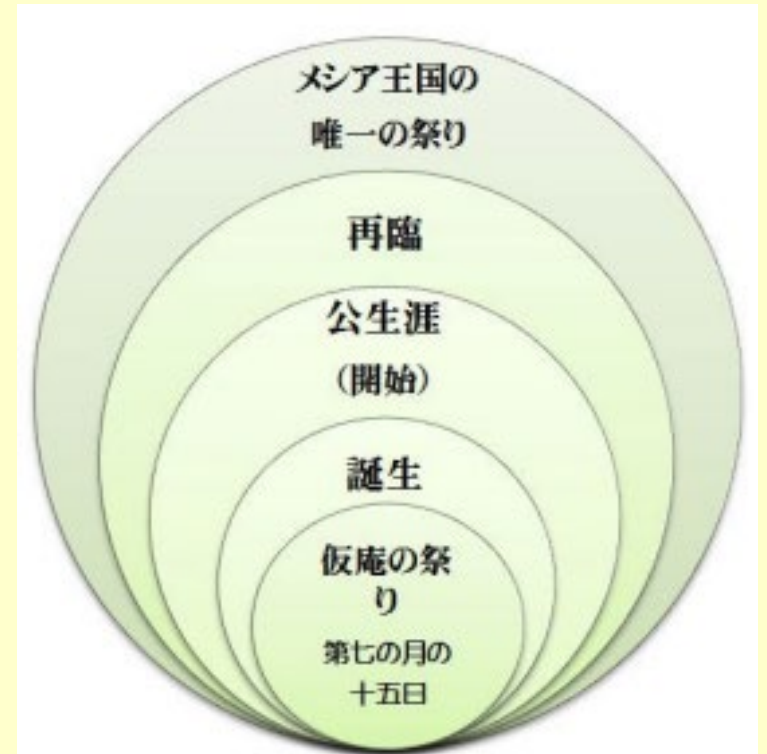 メシア王国の
唯一の祭り
再臨
公生涯
（開始）
誕生
仮庵の祭
り
第七の月の
十五日